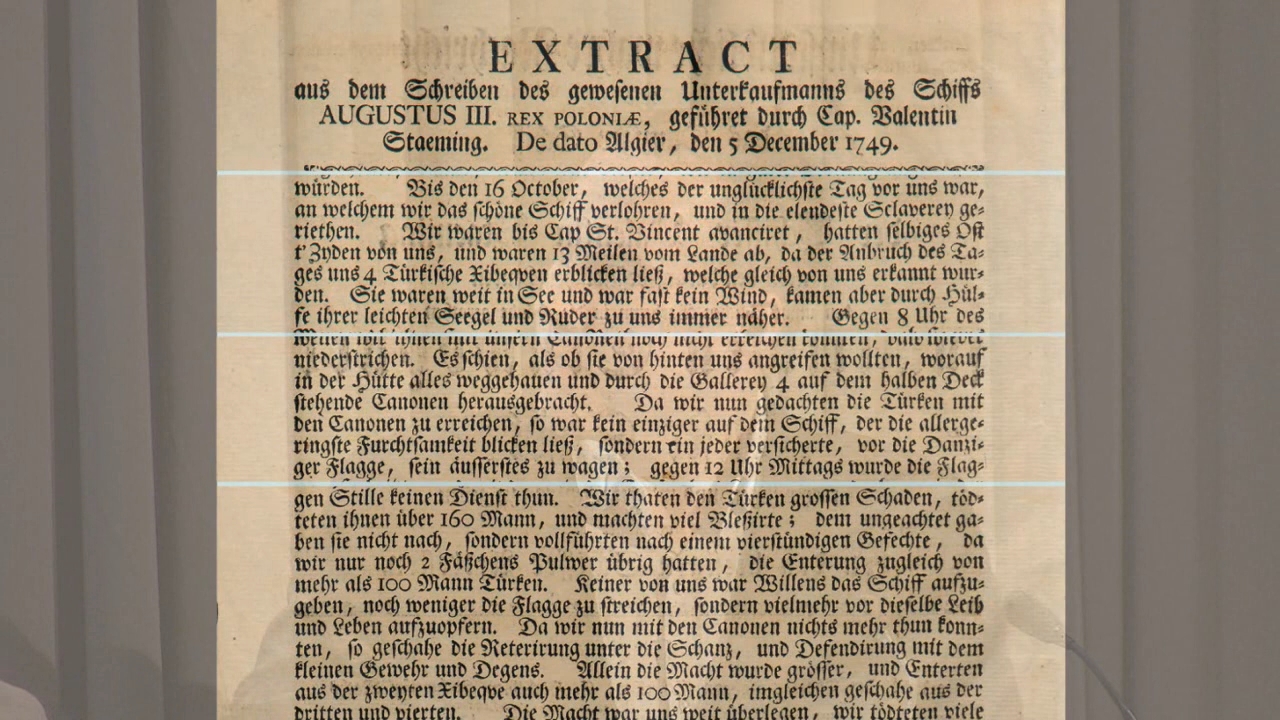 EXTRACT
aus dem Schreiben des gewesenen Unterkaufmanns des Schiffs
AUGUSTUS III. REX POLONIÆ, geführet durch Cap. Valentin
Staeming. De dato Algier, den 5 December 1749.
würden. Bis den 16 October, welches der unglücklichste Tag vor uns war,
an welchem wir das schöne Schiff verlohren, und in die elendeste Sclaverey ge-
riethen. Wir waren bis Cap St. Vincent avanciret, hatten selbiges Ost
t'Zyden von uns, und waren 13 Meilen vom Lande ab, da der Anbruch des Ta-
ges uns 4 Türkische Xibeqven erblicken ließ, welche gleich von uns erkannt wur-
den. Sie waren weit in See und war fast kein Wind, kamen aber durch Hül-
fe ihrer leichten Seegel und Ruder zu uns immer näher. Gegen 8 Uhr des
wir ihnen mit unsern Canonen noch nicht erreichen konnten, bald wieder
niederstrichen. Es schien, als ob sie von hinten uns angreifen wollten, worauf
in der Hütte alles weggehauen und durch die Gallerey 4 auf dem halben Deck
stehende Canonen herausgebracht. Da wir nun gedachten die Türken mit
den Canonen zu erreichen, so war kein einziger auf dem Schiff, der die allerge-
ringste Furchtsamkeit blicken ließ, sondern ein jeder versicherte, vor die Danzi-
ger Flagge, sein äusserstes zu wagen; gegen 12 Uhr Mittags wurde die Flag-
gen Stille keinen Dienst thun. Wir thaten den Türken grossen Schaden, töd-
teten ihnen über 160 Mann, und machten viel Bleßirte; dem ungeachtet ga-
ben sie nicht nach, sondern vollführten nach einem vierstündigen Gefechte, da
wir nur noch 2 Fäßchens Pulwer übrig hatten, die Enterung zugleich von
mehr als 100 Mann Türken. Keiner von uns war Willens das Schiff aufzu-
geben, noch weniger die Flagge zu streichen, sondern vielmehr vor dieselbe Leib
und Leben aufzuopfern. Da wir nun mit den Canonen nichts mehr thun konn-
ten, so geschahe die Reterirung unter die Schanz, und Defendirung mit dem
kleinen Gewehr und Degens. Allein die Macht wurde grösser, und Enterten
aus der zweyten Xibeqve auch mehr als 100 Mann, imgleichen geschahe aus der
dritten und vierten. Die Macht war uns weit überlegen, wir tödteten viele